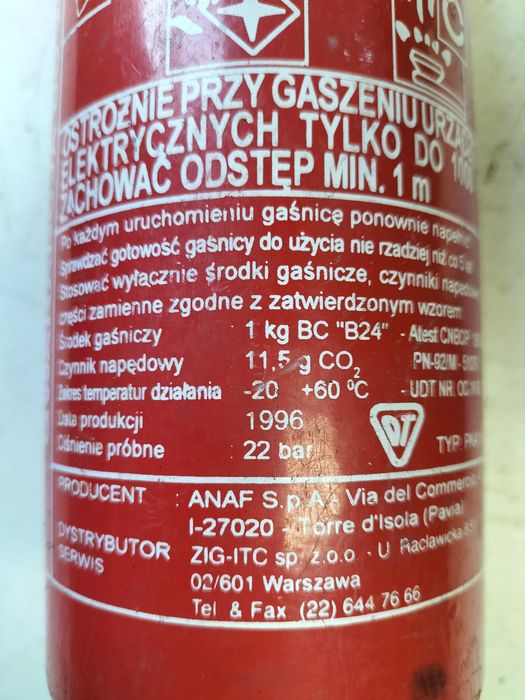 OSTROŻNIE PRZY GASZENIU
ELEKTRYCZNYCH TYLKO DO
ZACHOWAĆ ODSTĘP MIN. 1 m
Po każdym uruchomieniu gaśnicę ponownie
Sprawdzać gotowość gaśnicy do użycia nie rzadziej niż co
Stosować wyłącznie środki gaśnicze, czynniki
części zamienne zgodne z zatwierdzonym wzorem
Środek gaśniczy : 1 kg BC "B24" - Atest
Czynnik napędowy : 11,5 g CO2 PN-92/M -
Zakres temperatur działania : -20 +60 ºC - UDT NR.
Data produkcji : 1996
Ciśnienie próbne : 22 bar DT TYP:
PRODUCENT : ANAF S.p.A- Via del
I-27020 - Torre d'Isola (Pavia)
DYSTRYBUTOR ZIG-ITC sp. z.o.o - U Racławicka
SERWIS 02/601 Warszawa
Tel & Fax (22) 644 76 66